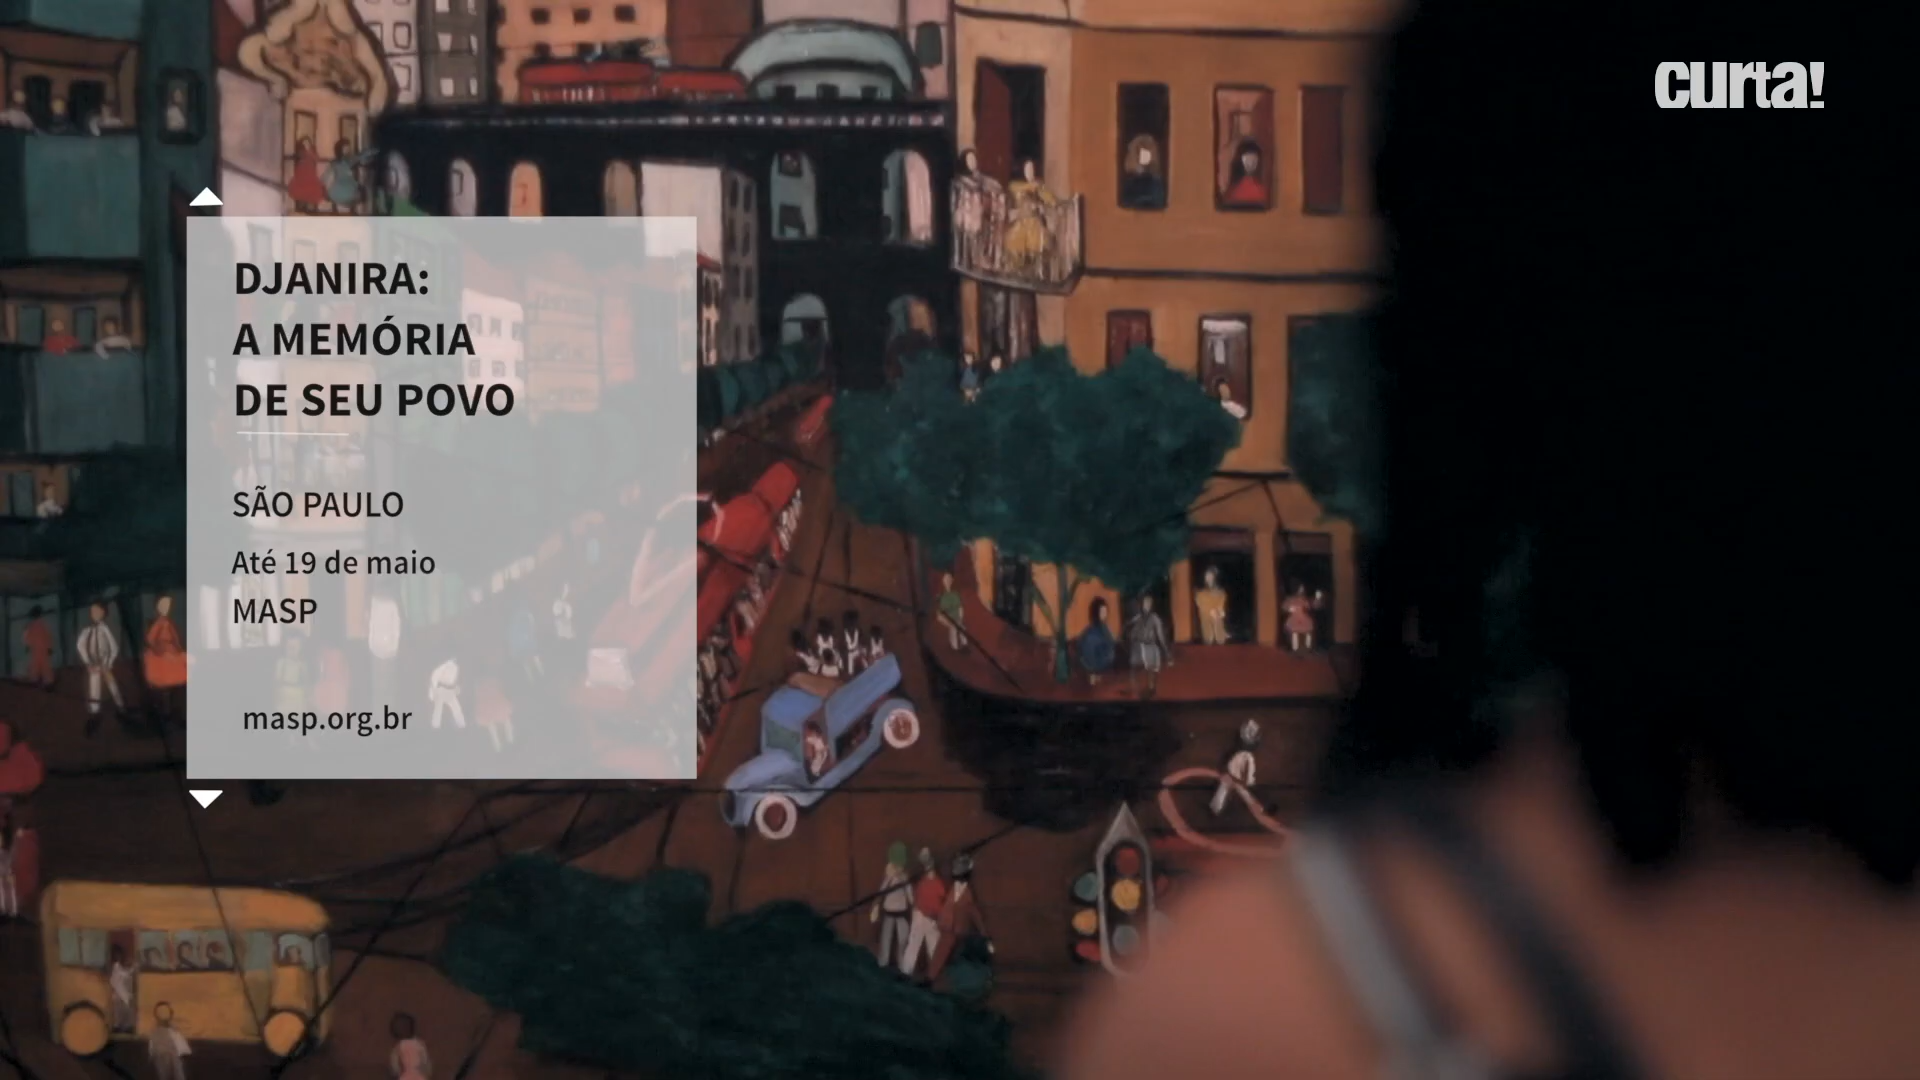 curta!
DJANIRA:
A MEMÓRIA
DE SEU POVO
SÃO PAULO
Até 19 de maio
MASP
masp.org.br